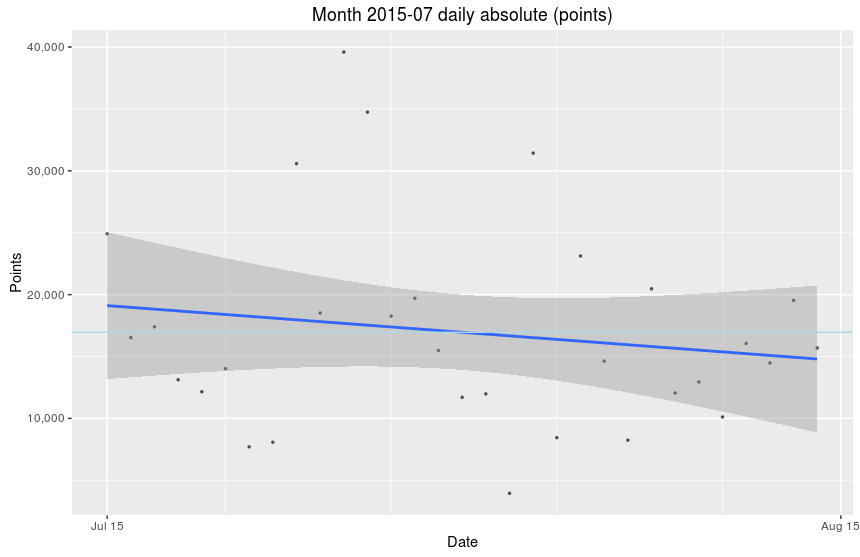 Month 2015-07 daily absolute (points)
40,000
30,000
20,000
10,000
Points
Jul 15
Aug 15
Date